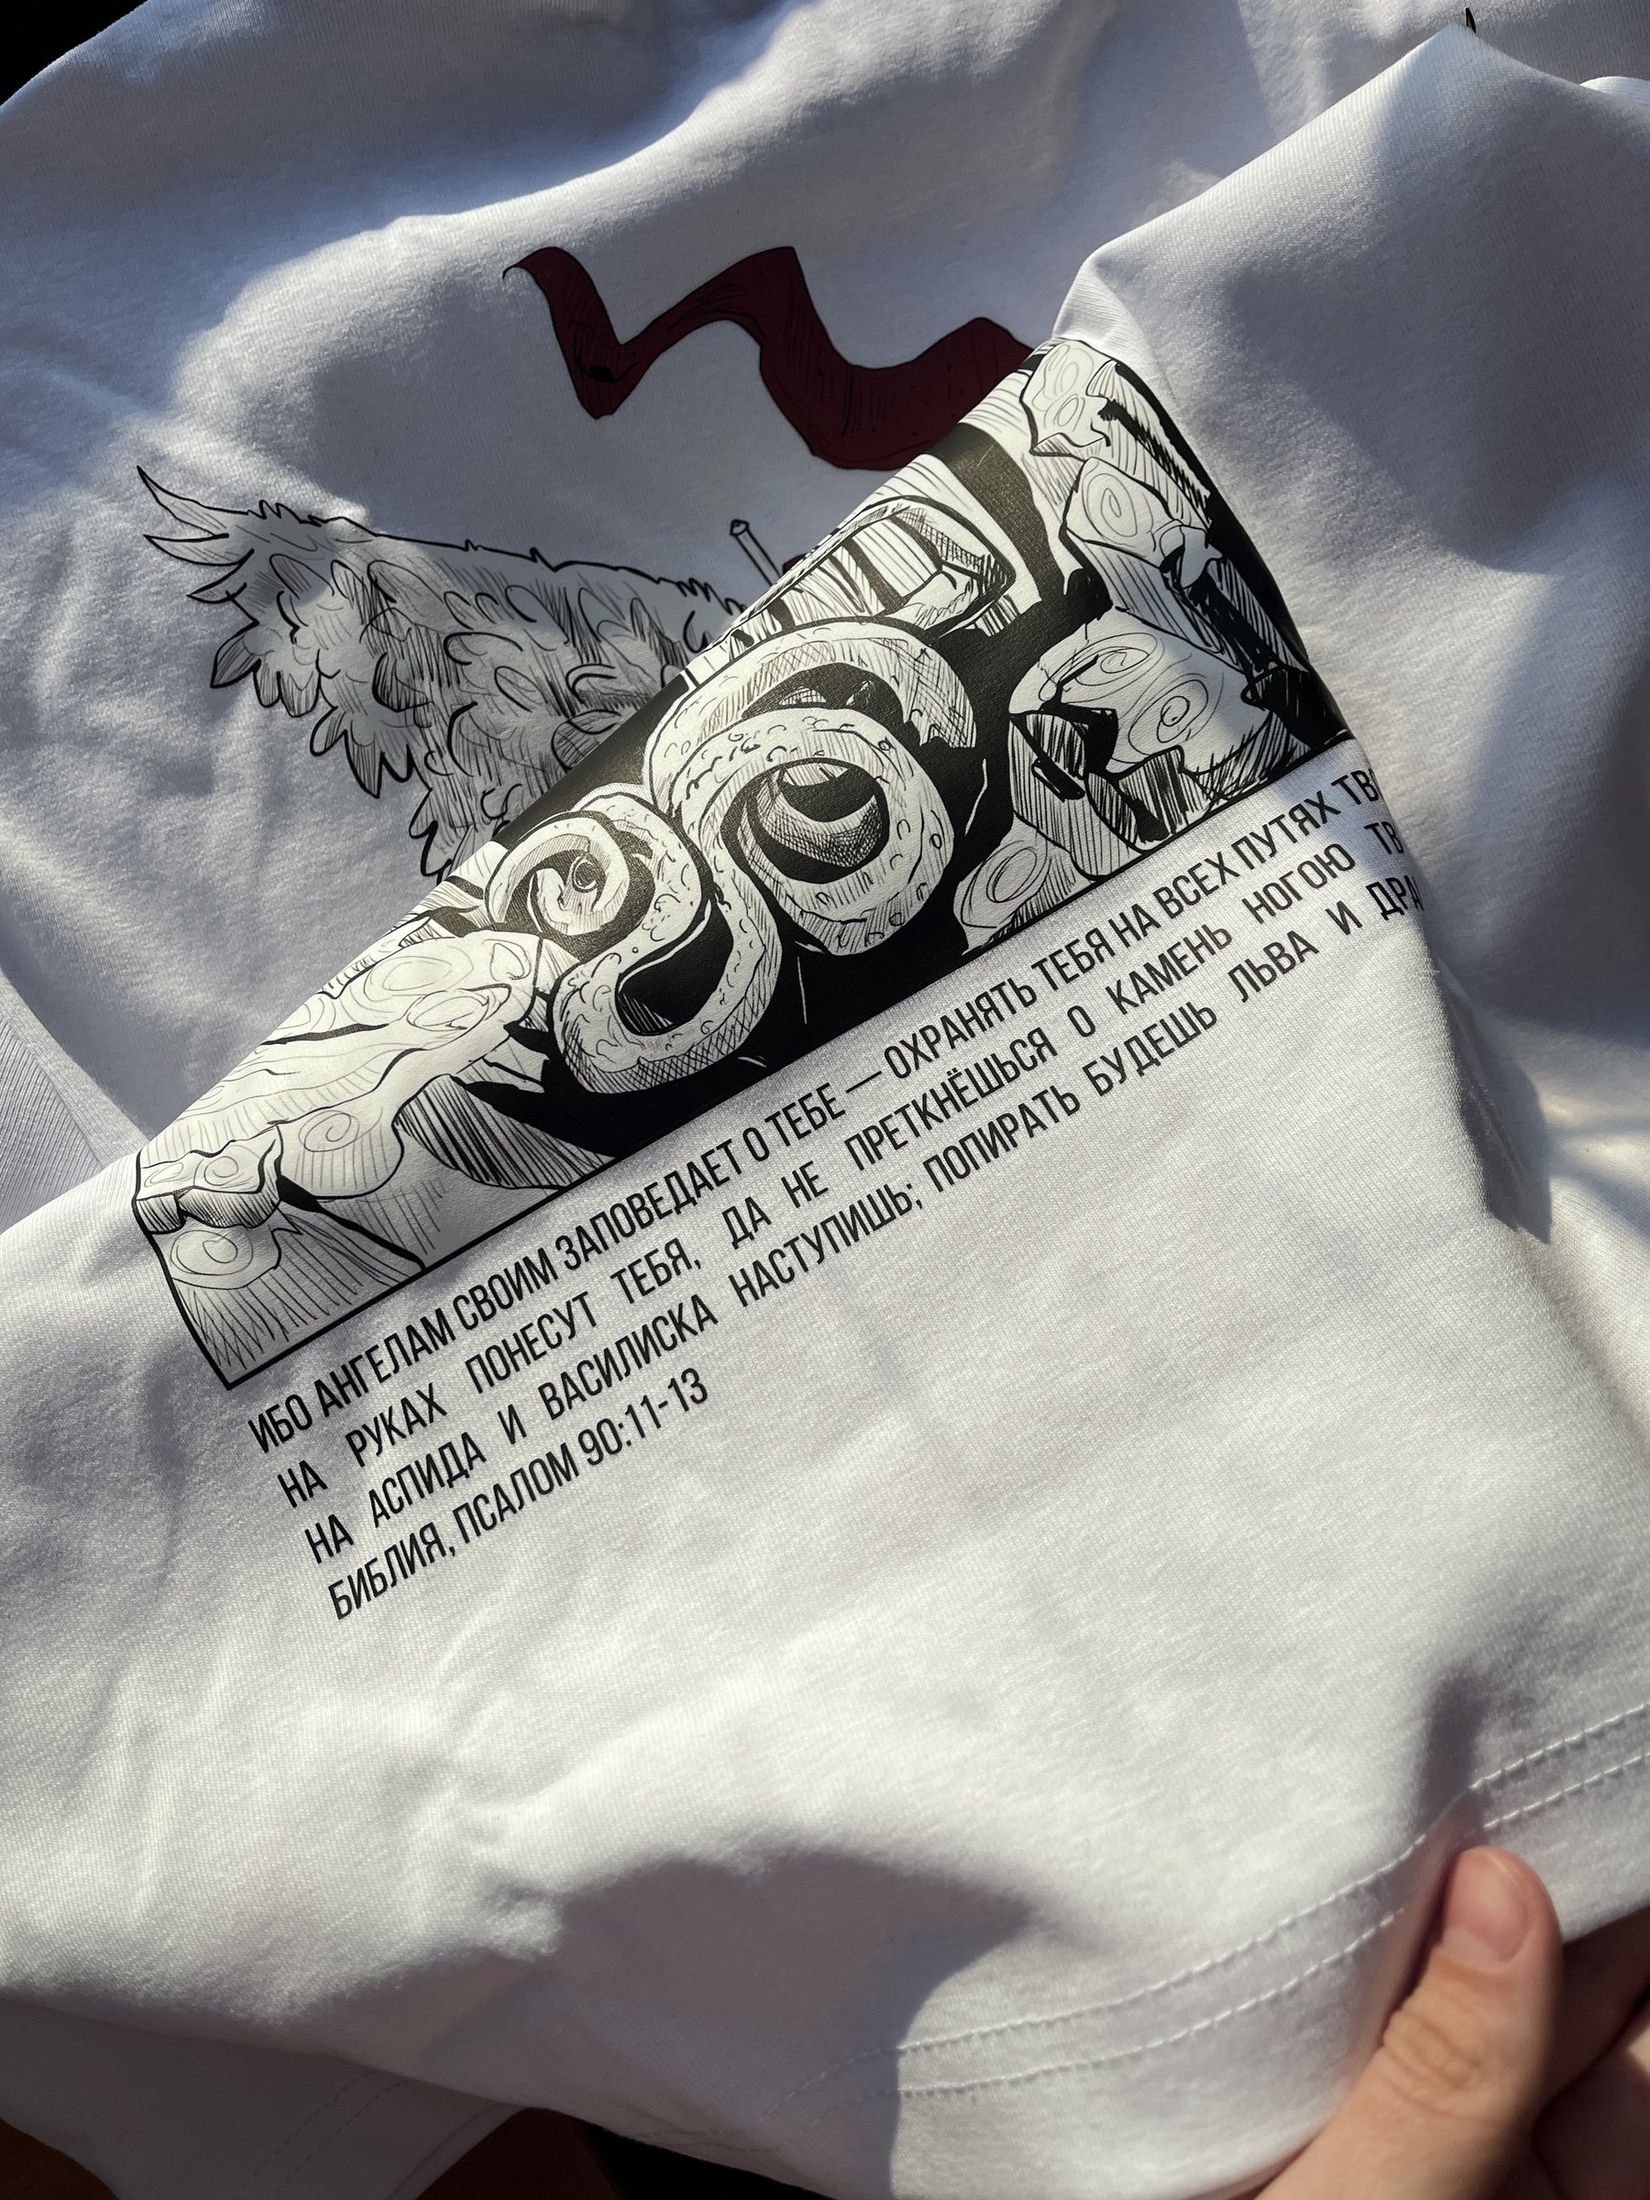 ИБО АНГЕЛАМ СВОИМ ЗАПОВЕДАЕТ О ТЕБЕ — ОХРАНЯТЬ ТЕБЯ НА ВСЕХ ПУТЯХ
НА РУКАХ ПОНЕСУТ ТЕБЯ, ДА НЕ ПРЕТКНЁШЬСЯ О КАМЕНЬ НОГОЮ
НА АСПИДА И ВАСИЛИСКА НАСТУПИШЬ; ПОПИРАТЬ БУДЕШЬ ЛЬВА И
БИБЛИЯ, ПСАЛОМ 90:11-13